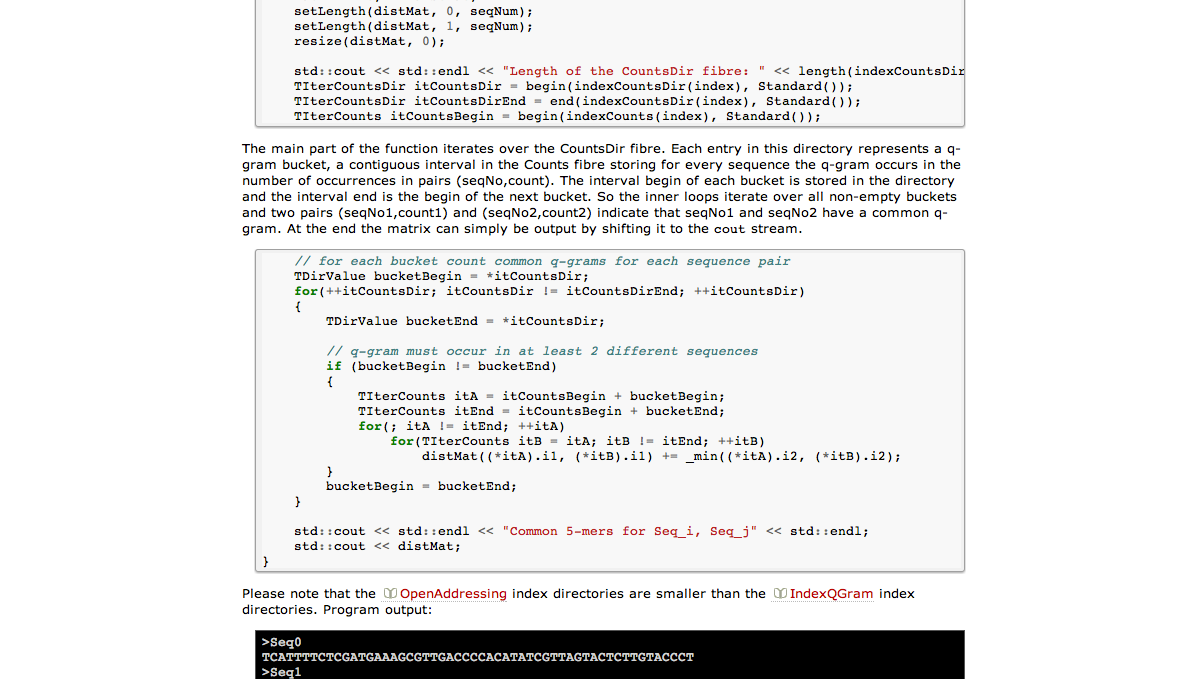 setLength(distMat, 0, seqNum);
setLength(distMat, 1, seqNum);
resize(distMat, 0);
std::cout << std::endl << "Length of the CountsDir fibre: " << length(indexCountsDir
TIterCountsDir itCountsDir = begin(indexCountsDir(index), Standard());
TIterCountsDir itCountsDirEnd = end(indexCountsDir(index), Standard());
TIterCounts itCountsBegin = begin(indexCounts(index), Standard());
The main part of the function iterates over the CountsDir fibre. Each entry in this directory represents a q-
gram bucket, a contiguous interval in the Counts fibre storing for every sequence the q-gram occurs in the
number of occurrences in pairs (seqNo,count). The interval begin of each bucket is stored in the directory
and the interval end is the begin of the next bucket. So the inner loops iterate over all non-empty buckets
and two pairs (seqNo1,count1) and (seqNo2,count2) indicate that seqNo1 and seqNo2 have a common q-
gram. At the end the matrix can simply be output by shifting it to the cout stream.
// for each bucket count common q-grams for each sequence pair
TDirValue bucketBegin = *itCountsDir;
for(++itCountsDir; itCountsDir != itCountsDirEnd; ++itCountsDir)
{
TDirValue bucketEnd = *itCountsDir;
// q-gram must occur in at least 2 different sequences
if (bucketBegin != bucketEnd)
{
TIterCounts itA = itCountsBegin + bucketBegin;
TIterCounts itEnd = itCountsBegin + bucketEnd;
for(; itA != itEnd; ++itA)
for(TIterCounts itB = itA; itB != itEnd; ++itB)
distMat((*itA).i1, (*itB).i1) += _min((*itA).i2, (*itB).i2);
}
bucketBegin = bucketEnd;
}
std::cout << std::endl << "Common 5-mers for Seq_i, Seq_j" << std::endl;
std::cout << distMat;
}
Please note that the OpenAddressing index directories are smaller than the IndexQGram index
directories. Program output:
>Seq0
TCATTTTCTCGATGAAAGCGTTGACCCCACATATCGTTAGTACTCTTGTACCCT
>Seq1